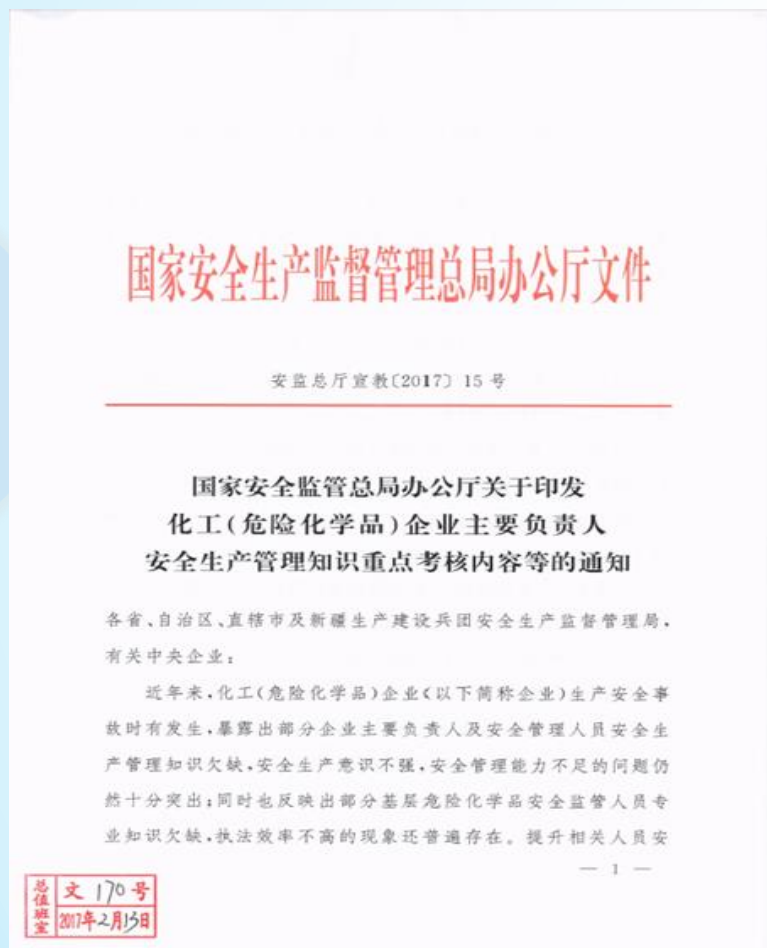 国家安全生产监督管理总局办公厅文件
安监总厅宣教〔2017〕15号
国家安全监管总局办公厅关于印发
化工(危险化学品)企业主要负责人
安全生产管理知识重点考核内容等的通知
各省、自治区、直辖市及新疆生产建设兵团安全生产监督管理局,
有关中央企业:
近年来,化工(危险化学品)企业(以下简称企业)生产安全事
故时有发生,暴露出部分企业主要负责人及安全管理人员安全生
产管理知识欠缺,安全生产意识不强,安全管理能力不足的问题仍
然十分突出;同时也反映出部分基层危险化学品安全监管人员专
业知识欠缺,执法效率不高的现象还普遍存在。提升相关人员安
— 1 —
总值班室
文170号
2017年2月13日